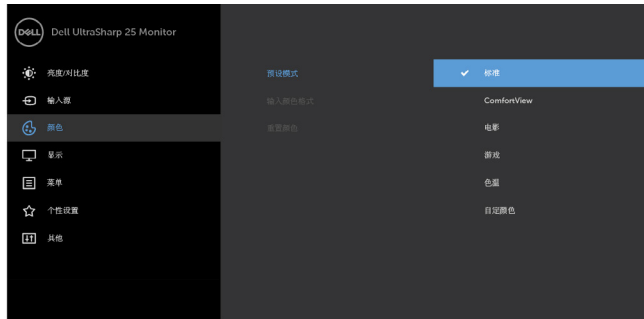 DELL Dell UltraSharp 25 Monitor
亮度/对比度
输入源
颜色
显示
菜单
个性设置
其他
预设模式
输入颜色格式
重置颜色
标准
ComfortView
电影
游戏
色温
自定颜色